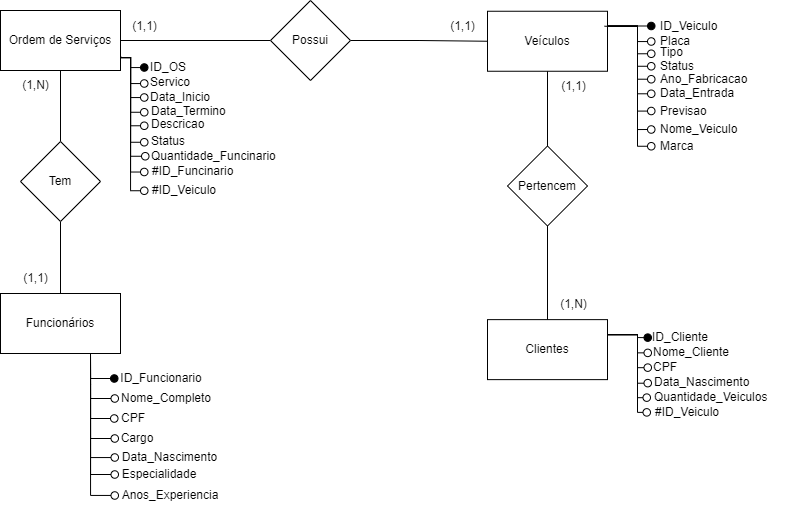 Ordem de Serviços
(1,1)
Possui
(1,1)
Veículos
ID_Veiculo
Placa
Tipo
Status
Ano_Fabricacao
Data_Entrada
Previsao
Nome_Veiculo
Marca
(1,N)
ID_OS
Servico
Data_Inicio
Data_Termino
Descricao
Status
Quantidade_Funcinario
#ID_Funcinario
#ID_Veiculo
(1,1)
Tem
Pertencem
(1,1)
(1,N)
Funcionários
Clientes
ID_Cliente
Nome_Cliente
CPF
Data_Nascimento
Quantidade_Veiculos
#ID_Veiculo
ID_Funcionario
Nome_Completo
CPF
Cargo
Data_Nascimento
Especialidade
Anos_Experiencia